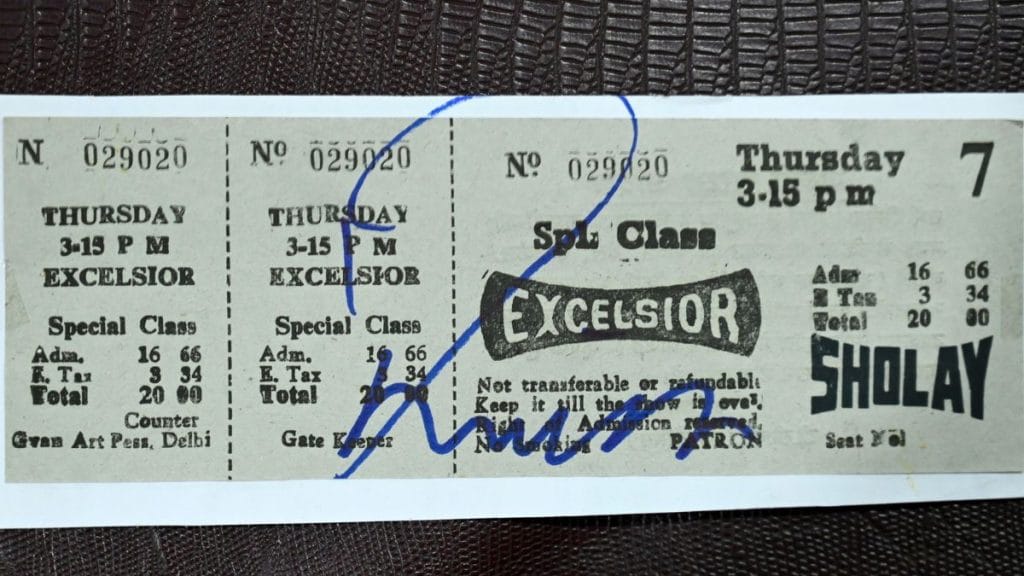 N 029020
THURSDAY
3-15 P M
EXCELSIOR
Special Class
Adm. 16 66
E. Tax 3 34
Total 20 00
Counter
Gyan Art Pess, Delhi
Nº 029020
THURSDAY
3-15 P M
EXCELSIOR
Special Class
Adm. 16 66
E. Tax 3 34
Total 20 00
Gate Keeper
Nº 029020
Thursday
3·15 p m
7
Spl: Class
EXCELSIOR
Not transferable or refundable
Keep it till the show is over.
Right of Admission reserved.
No Smoking PATRON
Adm 16 66
E Tax 3 34
Total 20 00
SHOLAY
Seat No